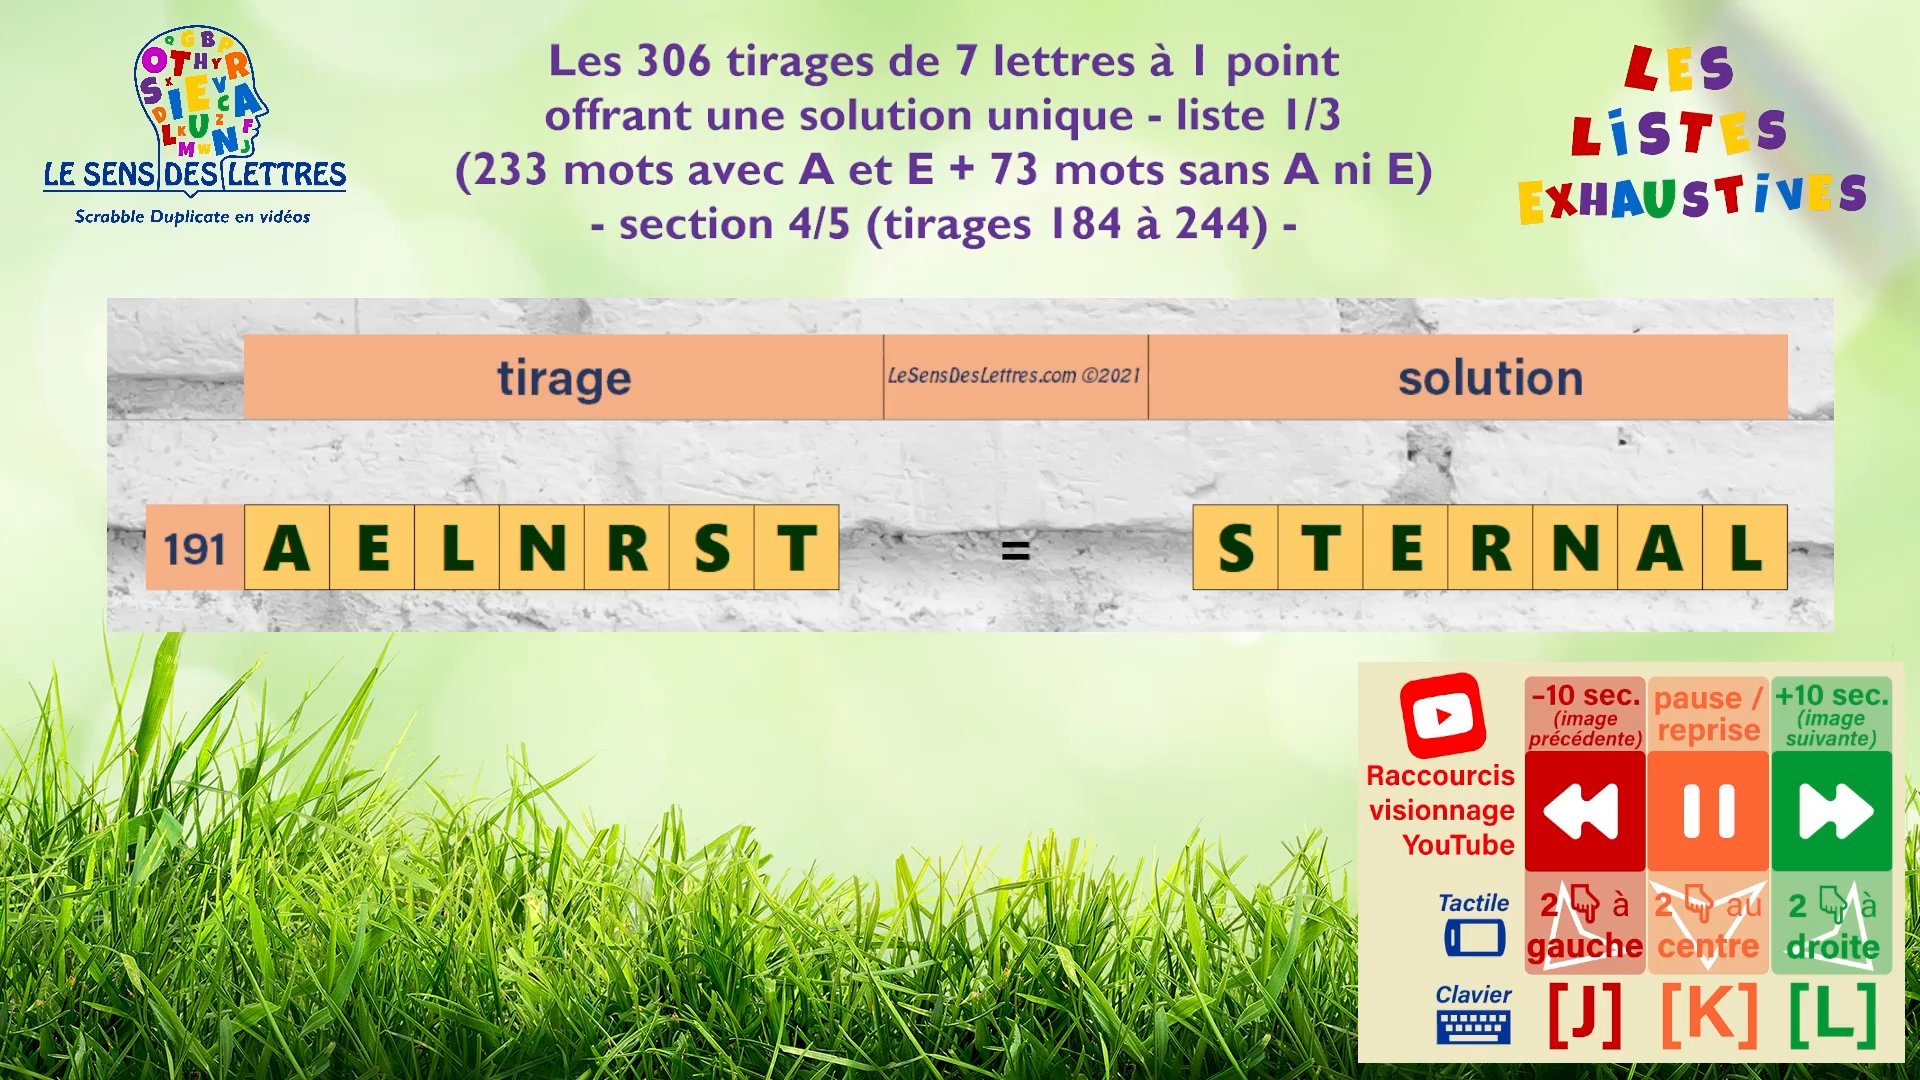 LE SENS DES LETTRES
Scrabble Duplicate en vidéos
Les 306 tirages de 7 lettres à 1 point
offrant une solution unique - liste 1/3
(233 mots avec A et E + 73 mots sans A ni E)
- section 4/5 (tirages 184 à 244) -
LES
LiSTES
EXHAUSTiVES
tirage
LeSensDesLettres.com ©2021
solution
191 A E L N R S T = S T E R N A L
Raccourcis
visionnage
YouTube
–10 sec.
(image
précédente)
pause /
reprise
+10 sec.
(image
suivante)
Tactile
2 à
gauche
2 au
centre
2 à
droite
Clavier
[J]
[K]
[L]